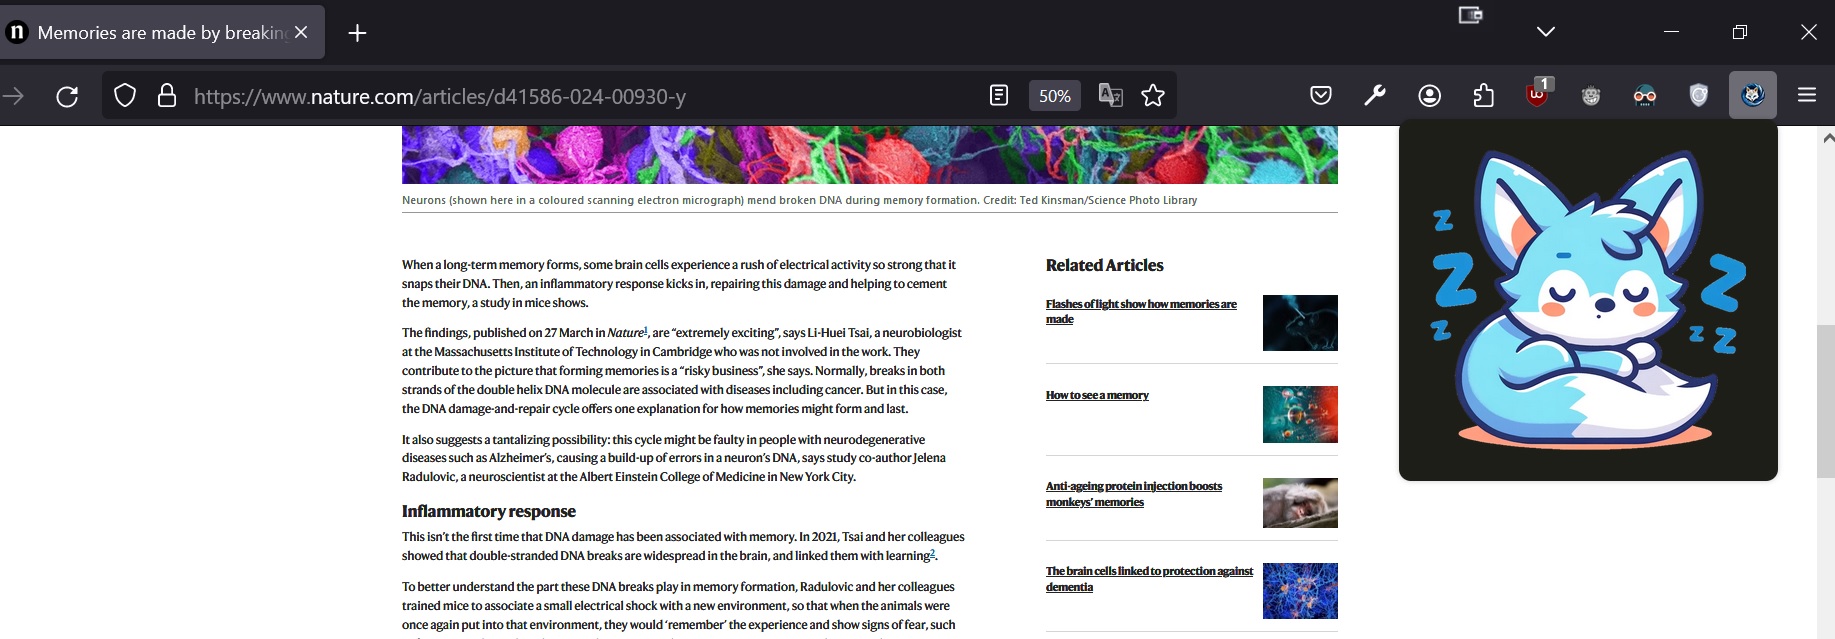 n Memories are made by breaking
https://www.nature.com/articles/d41586-024-00930-y
50%
1
Neurons (shown here in a coloured scanning electron micrograph) mend broken DNA during memory formation. Credit: Ted Kinsman/Science Photo Library
When a long-term memory forms, some brain cells experience a rush of electrical activity so strong that it
snaps their DNA. Then, an inflammatory response kicks in, repairing this damage and helping to cement
the memory, a study in mice shows.
The findings, published on 27 March in Nature1, are “extremely exciting”, says Li-Huei Tsai, a neurobiologist
at the Massachusetts Institute of Technology in Cambridge who was not involved in the work. They
contribute to the picture that forming memories is a “risky business”, she says. Normally, breaks in both
strands of the double helix DNA molecule are associated with diseases including cancer. But in this case,
the DNA damage-and-repair cycle offers one explanation for how memories might form and last.
It also suggests a tantalizing possibility: this cycle might be faulty in people with neurodegenerative
diseases such as Alzheimer’s, causing a build-up of errors in a neuron’s DNA, says study co-author Jelena
Radulovic, a neuroscientist at the Albert Einstein College of Medicine in New York City.
Inflammatory response
This isn’t the first time that DNA damage has been associated with memory. In 2021, Tsai and her colleagues
showed that double-stranded DNA breaks are widespread in the brain, and linked them with learning2.
To better understand the part these DNA breaks play in memory formation, Radulovic and her colleagues
trained mice to associate a small electrical shock with a new environment, so that when the animals were
once again put into that environment, they would ‘remember’ the experience and show signs of fear, such
Related Articles
Flashes of light show how memories are
made
How to see a memory
Anti-ageing protein injection boosts
monkeys’ memories
The brain cells linked to protection against
dementia
z
Z
z
Z
z
z